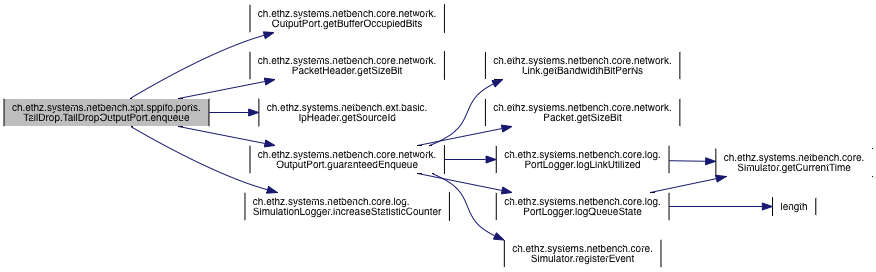 ch.ethz.systems.netbench.core.network.
OutputPort.getBufferOccupiedBits
ch.ethz.systems.netbench.core.network.
PacketHeader.getSizeBit
ch.ethz.systems.netbench.core.network.
Link.getBandwidthBitPerNs
ch.ethz.systems.netbench.xpt.sppifo.ports.
TailDrop.TailDropOutputPort.enqueue
ch.ethz.systems.netbench.ext.basic.
IpHeader.getSourceId
ch.ethz.systems.netbench.core.network.
Packet.getSizeBit
ch.ethz.systems.netbench.core.network.
OutputPort.guaranteedEnqueue
ch.ethz.systems.netbench.core.log.
PortLogger.logLinkUtilized
ch.ethz.systems.netbench.core.
Simulator.getCurrentTime
ch.ethz.systems.netbench.core.log.
SimulationLogger.increaseStatisticCounter
ch.ethz.systems.netbench.core.log.
PortLogger.logQueueState
length
ch.ethz.systems.netbench.core.
Simulator.registerEvent